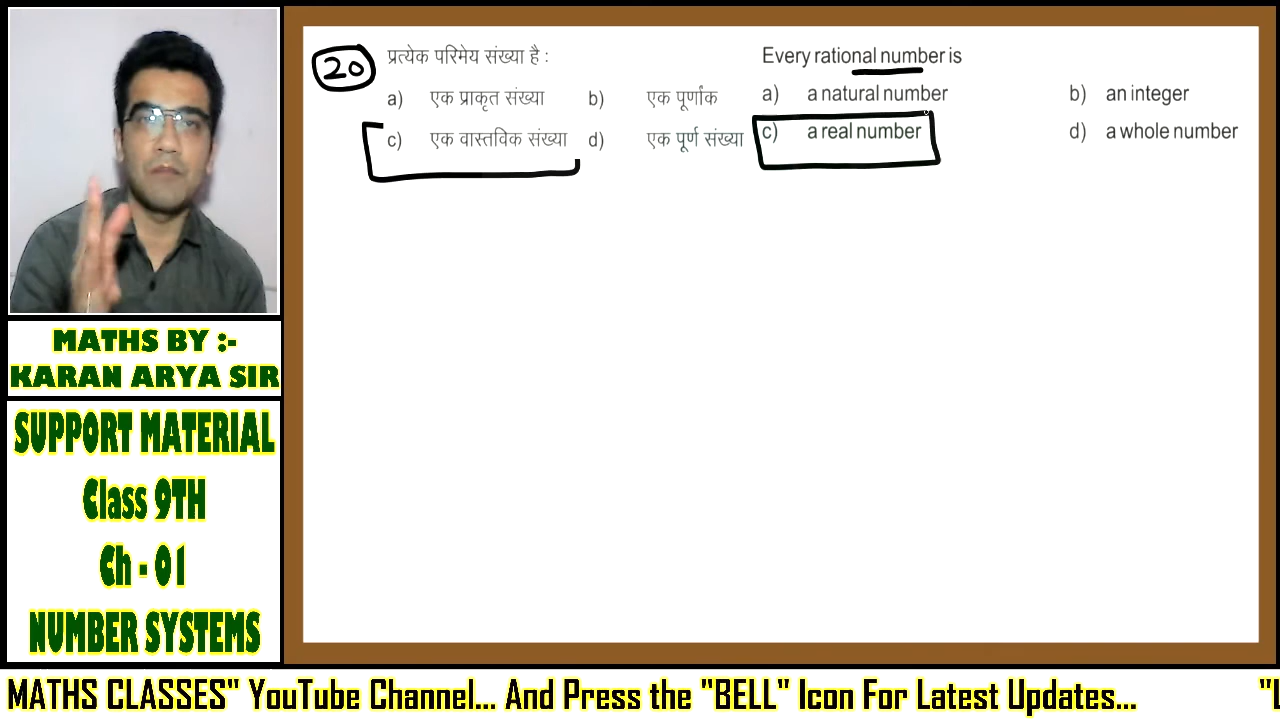 20
प्रत्येक परिमेय संख्या है :
a) एक प्राकृत संख्या b) एक पूर्णांक
c) एक वास्तविक संख्या d) एक पूर्ण संख्या
Every rational number is
a) a natural number b) an integer
c) a real number d) a whole number
MATHS BY :-
KARAN ARYA SIR
SUPPORT MATERIAL
Class 9TH
Ch - 01
NUMBER SYSTEMS
MATHS CLASSES" YouTube Channel... And Press the "BELL" Icon For Latest Updates...